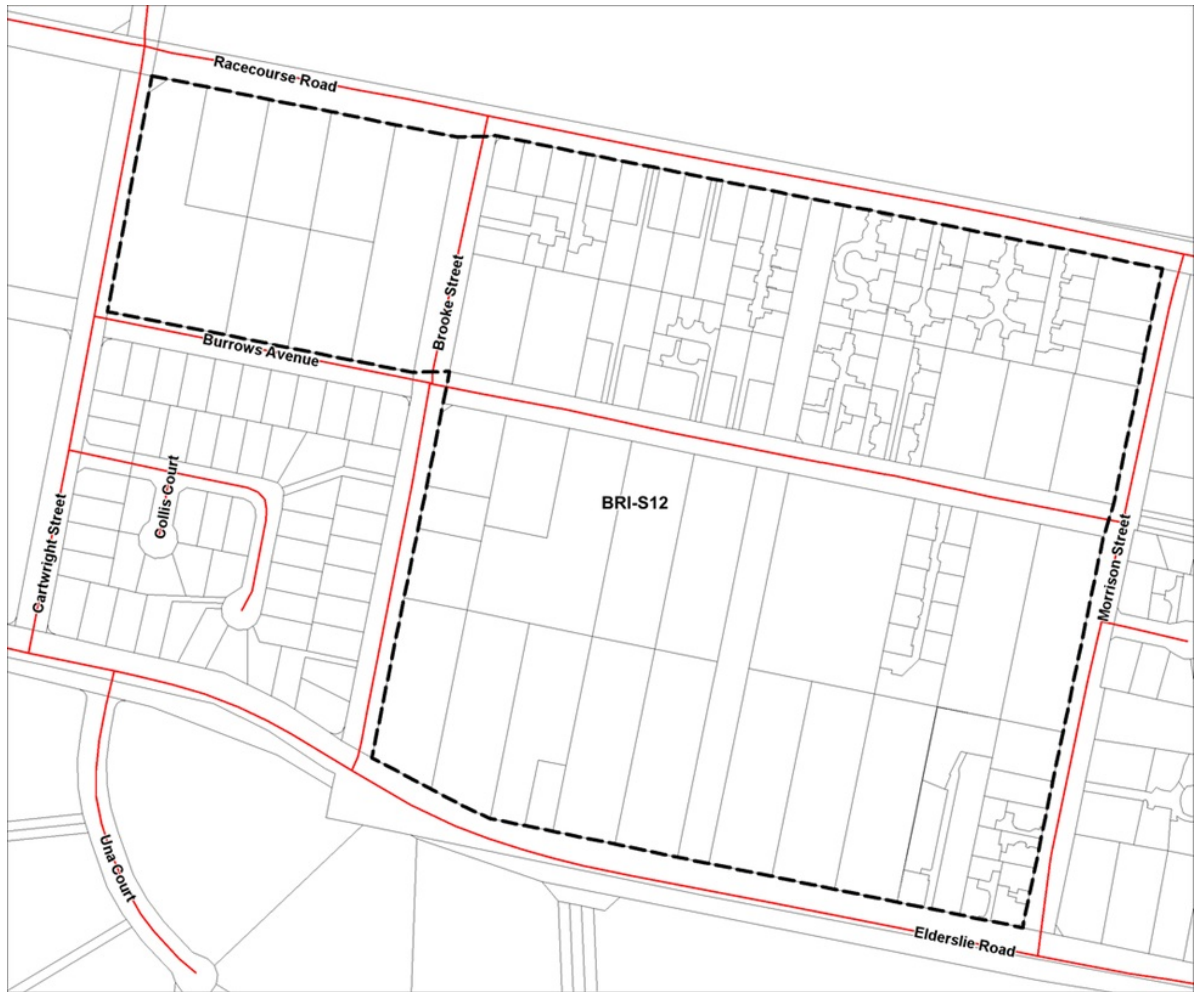 Racecourse Road
Brooke Street
Burrows Avenue
Collis Court
Cartwright Street
BRI-S12
Morrison Street
Una Court
Elderslie Road